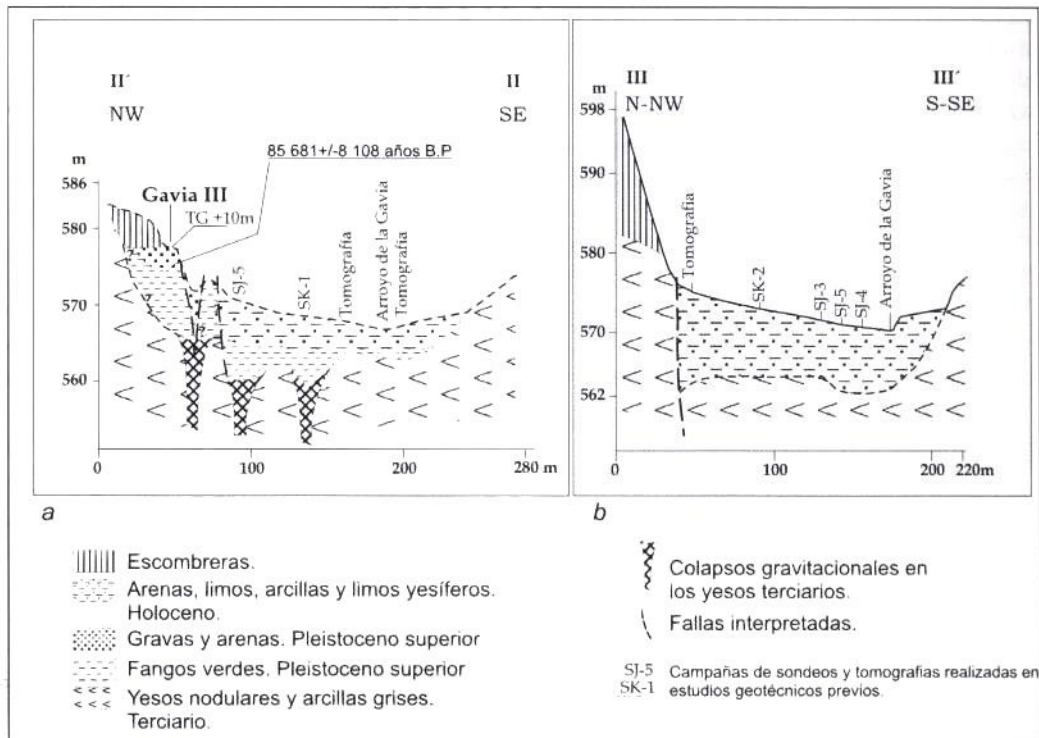 II´
NW
II
SE
85 681+/-8 108 años B.P
m
586
580
570
560
Gavia III
TG +10m
SJ-5
SK-1
Tomografía
Arroyo de la Gavia
Tomografía
0
100
200
280 m
a
III
N-NW
III´
S-SE
m
598
590
580
570
562
Tomografía
SK-2
SJ-3
SJ-5
SJ-4
Arroyo de la Gavia
0
100
200
220m
b
Escombreras.
Arenas, limos, arcillas y limos yesíferos.
Holoceno.
Gravas y arenas. Pleistoceno superior
Fangos verdes. Pleistoceno superior
Yesos nodulares y arcillas grises.
Terciario.
Colapsos gravitacionales en
los yesos terciarios.
Fallas interpretadas.
SJ-5 Campañas de sondeos y tomografias realizadas en
SK-1 estudios geotécnicos previos.